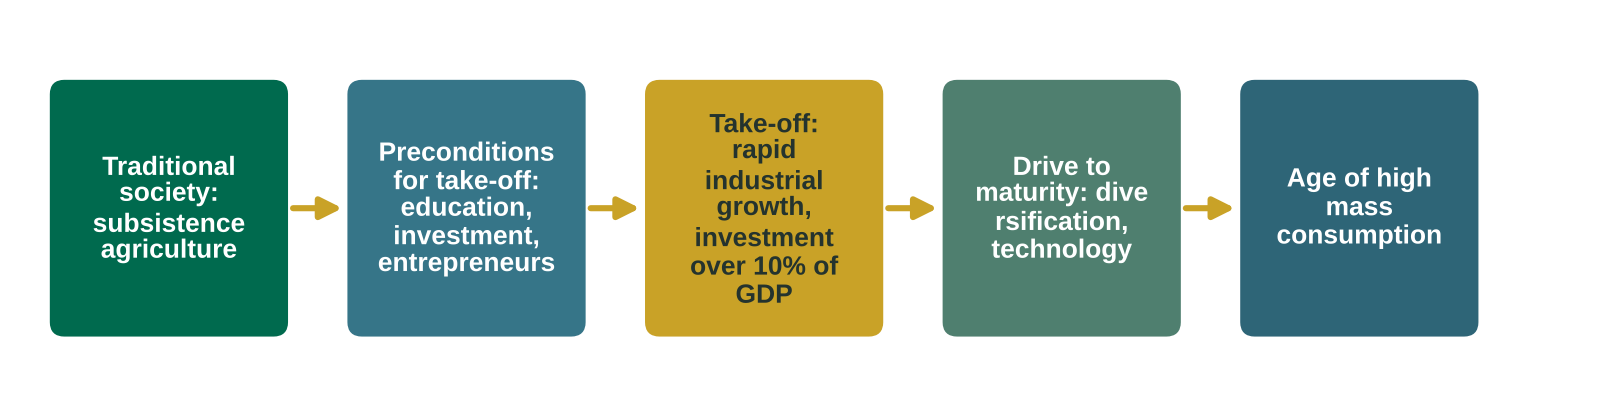 Traditional
society:
subsistence
agriculture
Preconditions
for take-off:
education,
investment,
entrepreneurs
Take-off:
rapid
industrial
growth,
investment
over 10% of
GDP
Drive to
maturity: dive
rsification,
technology
Age of high
mass
consumption